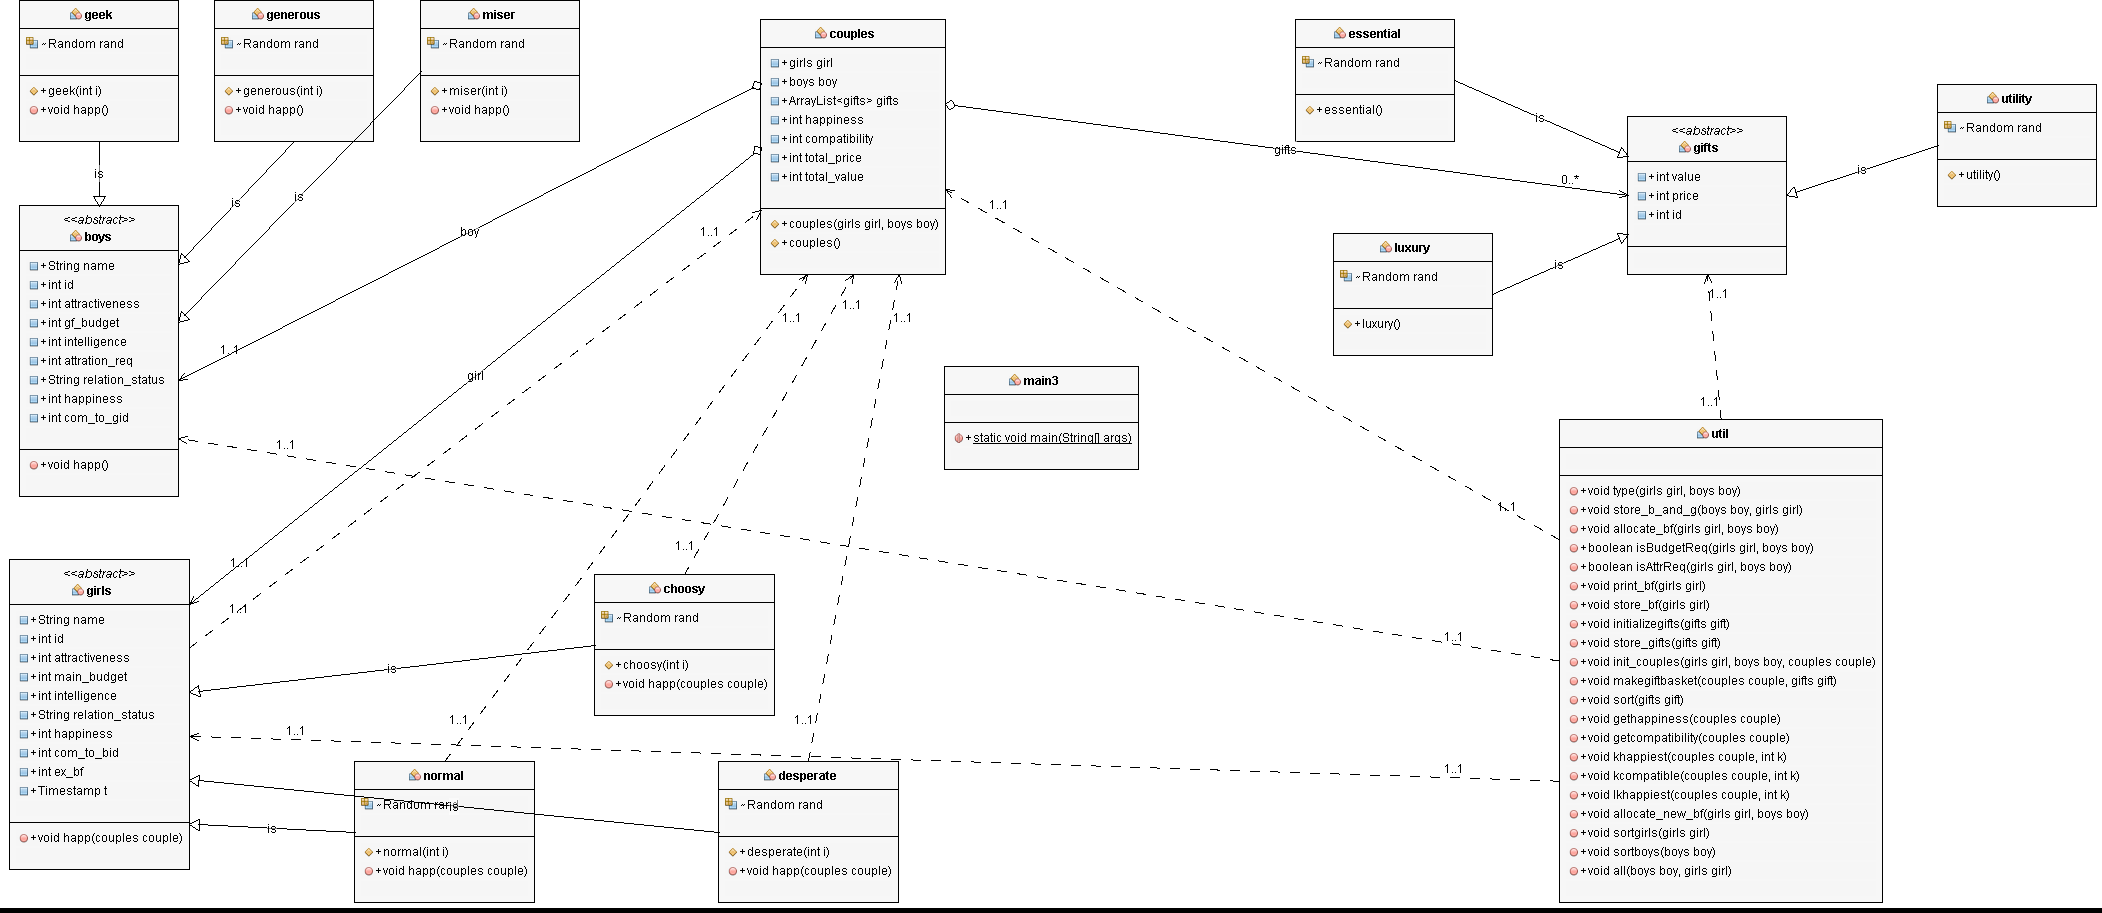 geek
~Random rand
+geek(int i)
+void happ()
generous
~Random rand
+generous(int i)
+void happ()
miser
~Random rand
+miser(int i)
+void happ()
is
is
is
<<abstract>>
boys
+String name
+int id
+int attractiveness
+int gf_budget
+int intelligence
+int attration_req
+String relation_status
+int happiness
+int com_to_gid
+void happ()
couples
+girls girl
+boys boy
+ArrayList<gifts> gifts
+int happiness
+int compatibility
+int total_price
+int total_value
+couples(girls girl, boys boy)
+couples()
boy
1..1
girl
1..1
1..1
1..1
gifts
0..*
1..1
1..1
1..1
1..1
1..1
1..1
1..1
1..1
essential
~Random rand
+essential()
is
<<abstract>>
gifts
+int value
+int price
+int id
utility
~Random rand
+utility()
is
luxury
~Random rand
+luxury()
is
1..1
1..1
main3
+static void main(String[] args)
1..1
1..1
<<abstract>>
girls
+String name
+int id
+int attractiveness
+int main_budget
+int intelligence
+String relation_status
+int happiness
+int com_to_bid
+int ex_bf
+Timestamp t
+void happ(couples couple)
choosy
~Random rand
+choosy(int i)
+void happ(couples couple)
is
1..1
1..1
normal
~Random rand
+normal(int i)
+void happ(couples couple)
is
is
desperate
~Random rand
+desperate(int i)
+void happ(couples couple)
util
+void type(girls girl, boys boy)
+void store_b_and_g(boys boy, girls girl)
+void allocate_bf(girls girl, boys boy)
+boolean isBudgetReq(girls girl, boys boy)
+boolean isAttrReq(girls girl, boys boy)
+void print_bf(girls girl)
+void store_bf(girls girl)
+void initializegifts(gifts gift)
+void store_gifts(gifts gift)
+void init_couples(girls girl, boys boy, couples couple)
+void makegiftbasket(couples couple, gifts gift)
+void sort(gifts gift)
+void gethappiness(couples couple)
+void getcompatibility(couples couple)
+void khappiest(couples couple, int k)
+void kcompatible(couples couple, int k)
+void lkhappiest(couples couple, int k)
+void allocate_new_bf(girls girl, boys boy)
+void sortgirls(girls girl)
+void sortboys(boys boy)
+void all(boys boy, girls girl)